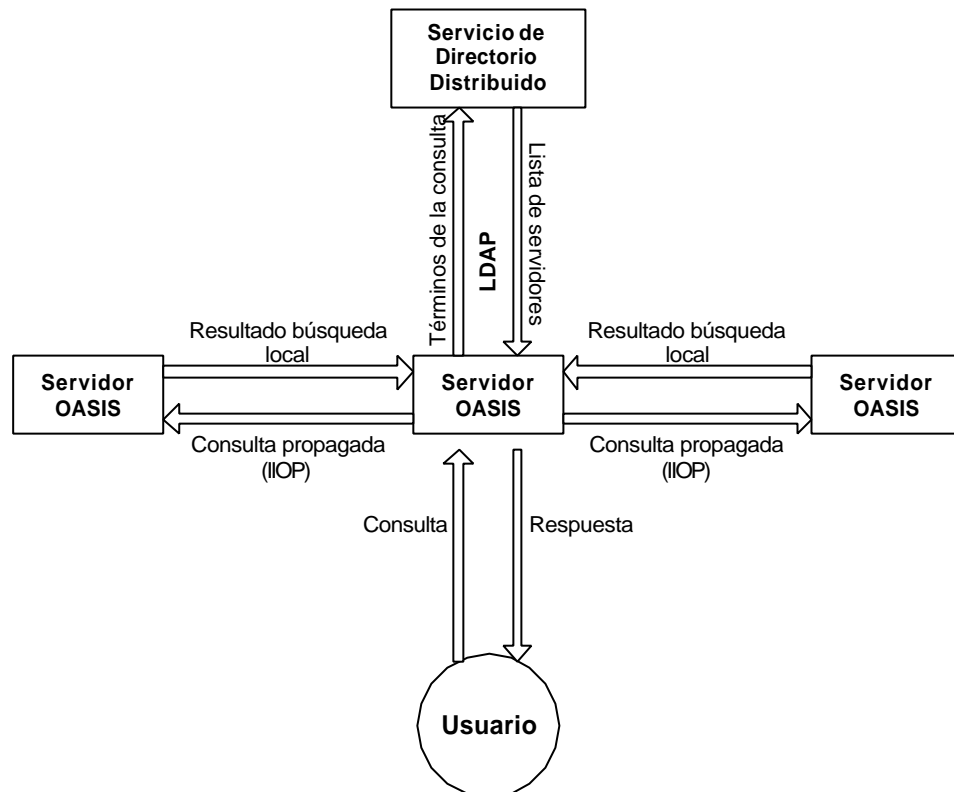 Servicio de
Directorio
Distribuido
Términos de la consulta
LDAP
Lista de servidores
Resultado búsqueda
local
Resultado búsqueda
local
Servidor
OASIS
Servidor
OASIS
Servidor
OASIS
Consulta propagada
(IIOP)
Consulta propagada
(IIOP)
Consulta
Respuesta
Usuario